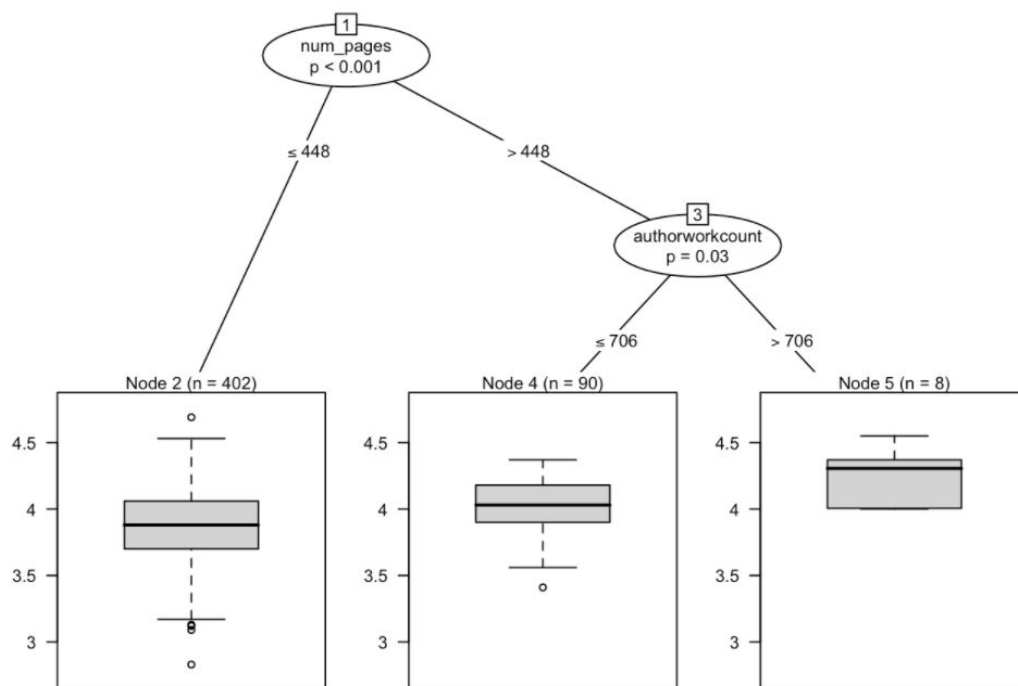 1
num_pages
p < 0.001
≤ 448
> 448
3
authorworkcount
p = 0.03
≤ 706
> 706
Node 2 (n = 402)
4.5
4
3.5
3
Node 4 (n = 90)
4.5
4
3.5
3
Node 5 (n = 8)
4.5
4
3.5
3